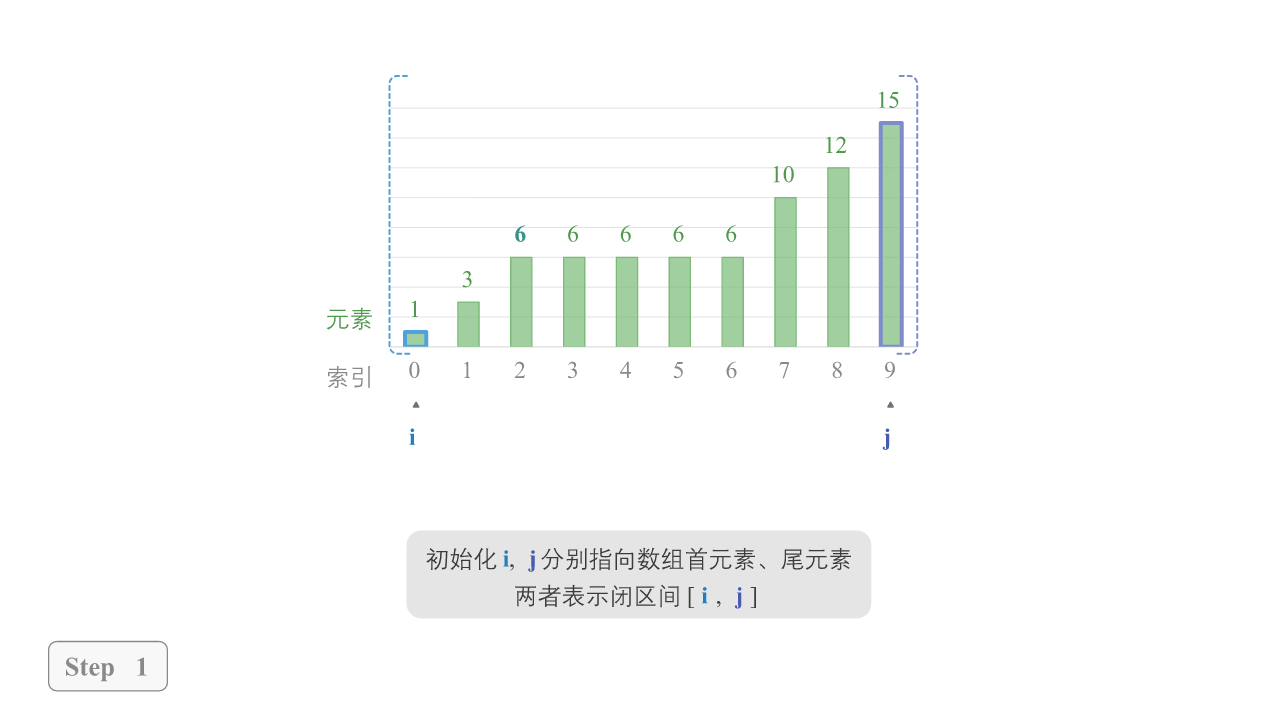 15
12
10
6 6 6 6 6
3
1
元素
索引 0 1 2 3 4 5 6 7 8 9
i j
初始化 i, j 分别指向数组首元素、尾元素
两者表示闭区间 [ i , j ]
Step 1